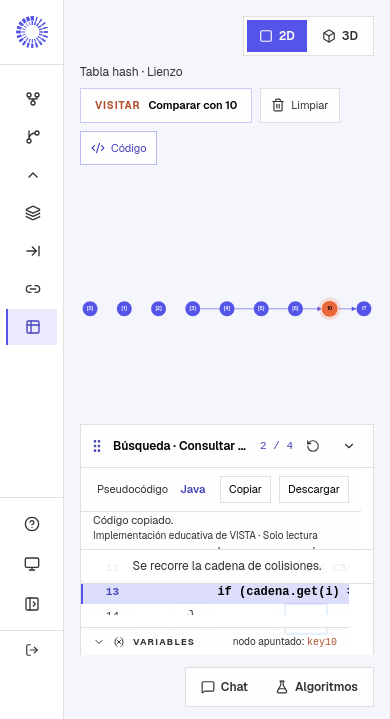 2D
3D
Tabla hash · Lienzo
VISITAR Comparar con 10
Limpiar
Código
[0] [1] [2] [3] [4] [5] [6] 10 17
Búsqueda · Consultar ... 2 / 4
Pseudocódigo Java Copiar Descargar
Código copiado.
Implementación educativa de VISTA · Solo lectura
12
Se recorre la cadena de colisiones.
13 if (cadena.get(i) =
14 }
VARIABLES nodo apuntado: key10
Chat
Algoritmos